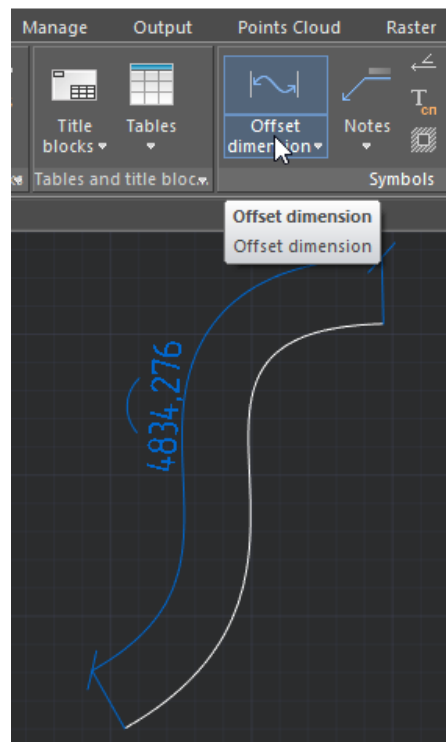 Manage Output Points Cloud Raster
Title
blocks
Tables
Offset
dimension
Notes
Tcп
Tables and title bloc...
Symbols
Offset dimension
Offset dimension
4834,276